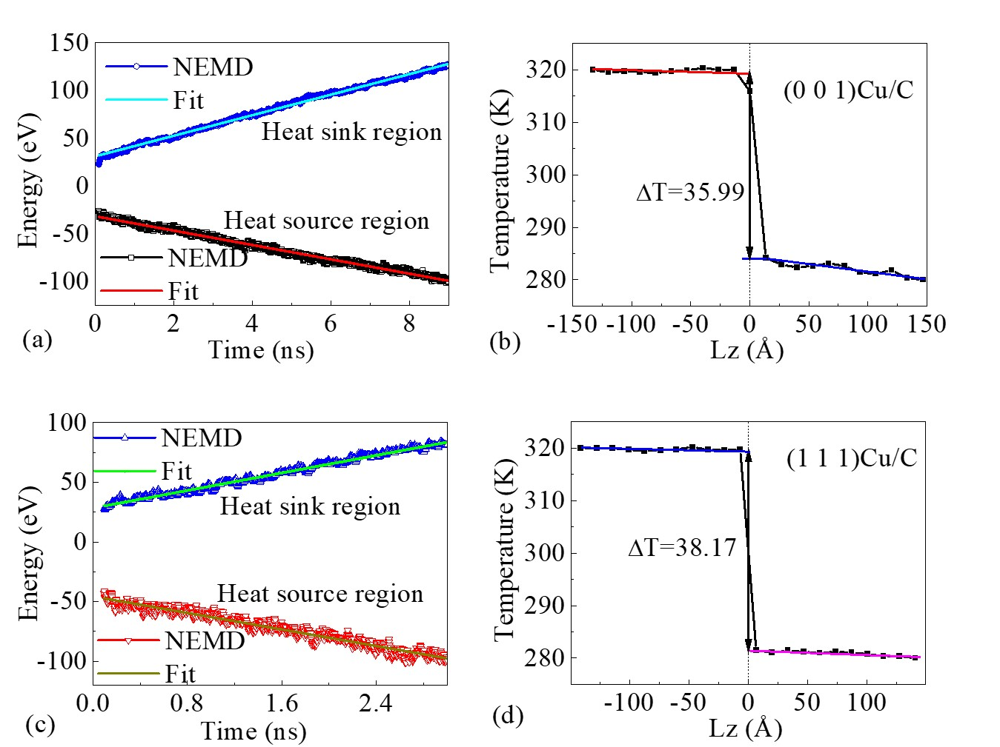 150
100
50
0
-50
-100
Energy (eV)
NEMD
Fit
Heat sink region
Heat source region
NEMD
Fit
0 2 4 6 8
Time (ns)
(a)
320
310
300
290
280
Temperature (K)
(0 0 1)Cu/C
ΔT=35.99
-150 -100 -50 0 50 100 150
Lz (Å)
(b)
100
50
0
-50
-100
Energy (eV)
NEMD
Fit
Heat sink region
Heat source region
NEMD
Fit
0.0 0.8 1.6 2.4
Time (ns)
(c)
320
310
300
290
280
Temperature (K)
(1 1 1)Cu/C
ΔT=38.17
-100 -50 0 50 100
Lz (Å)
(d)